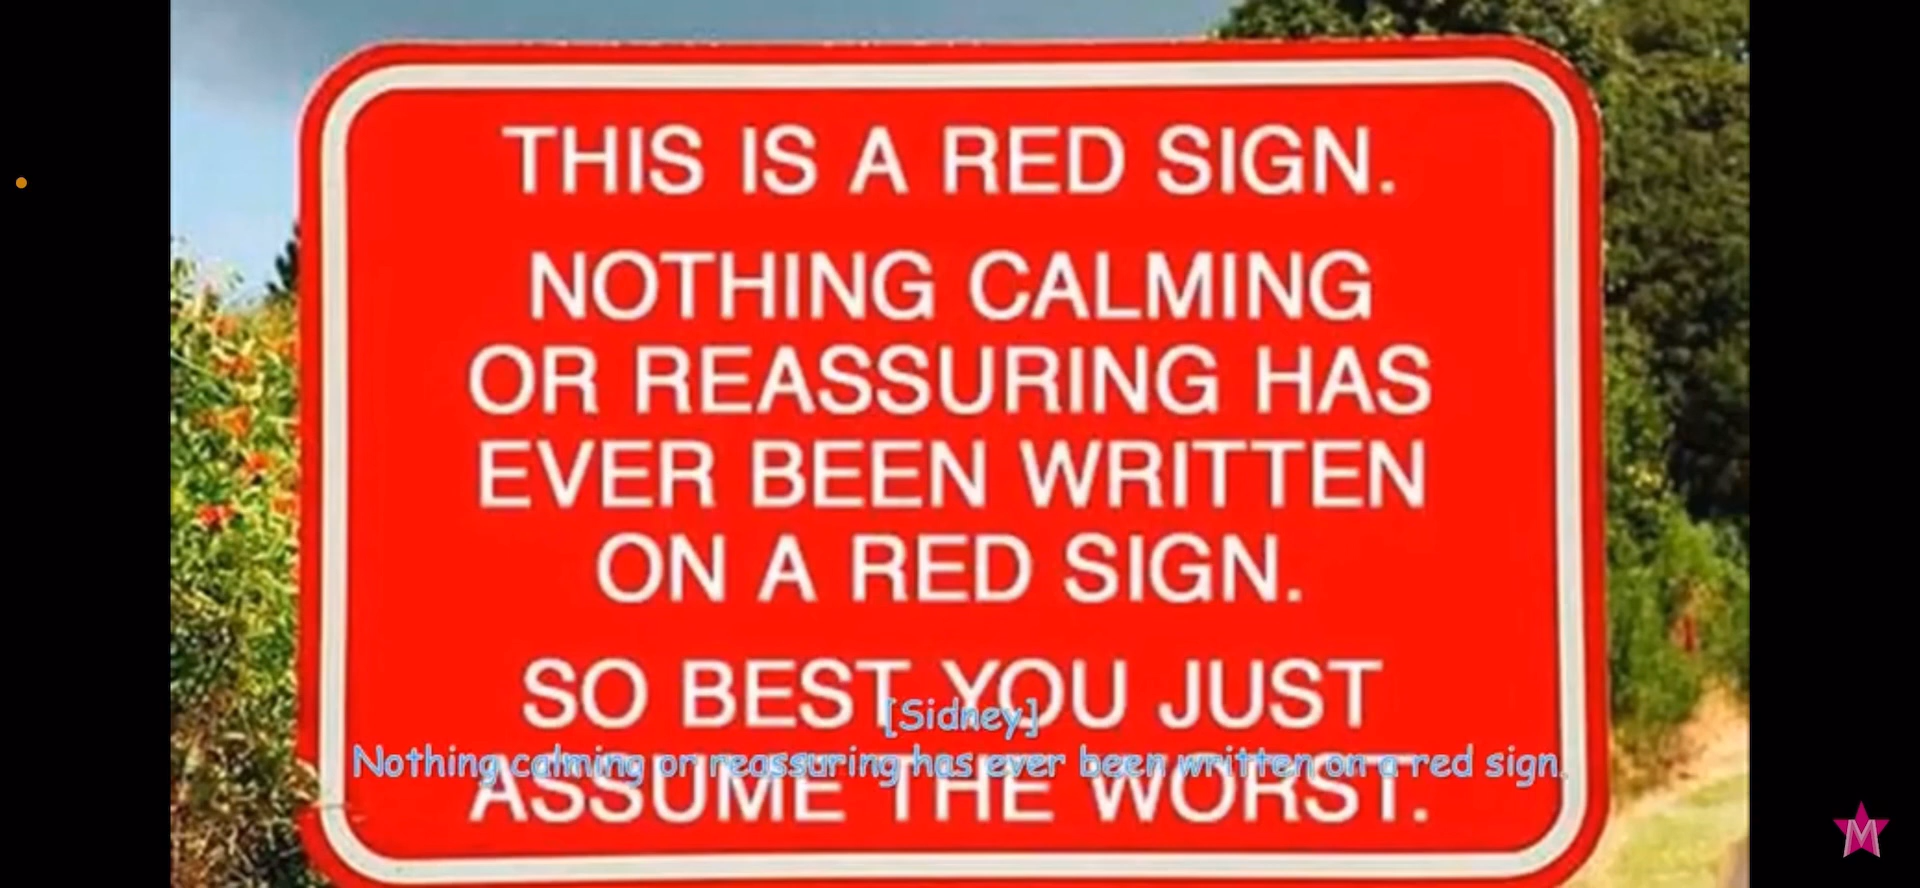 THIS IS A RED SIGN.
NOTHING CALMING
OR REASSURING HAS
EVER BEEN WRITTEN
ON A RED SIGN.
SO BEST YOU JUST
[Sidney]
Nothing calming or reassuring has ever been written on a red sign.
ASSUME THE WORST.
M